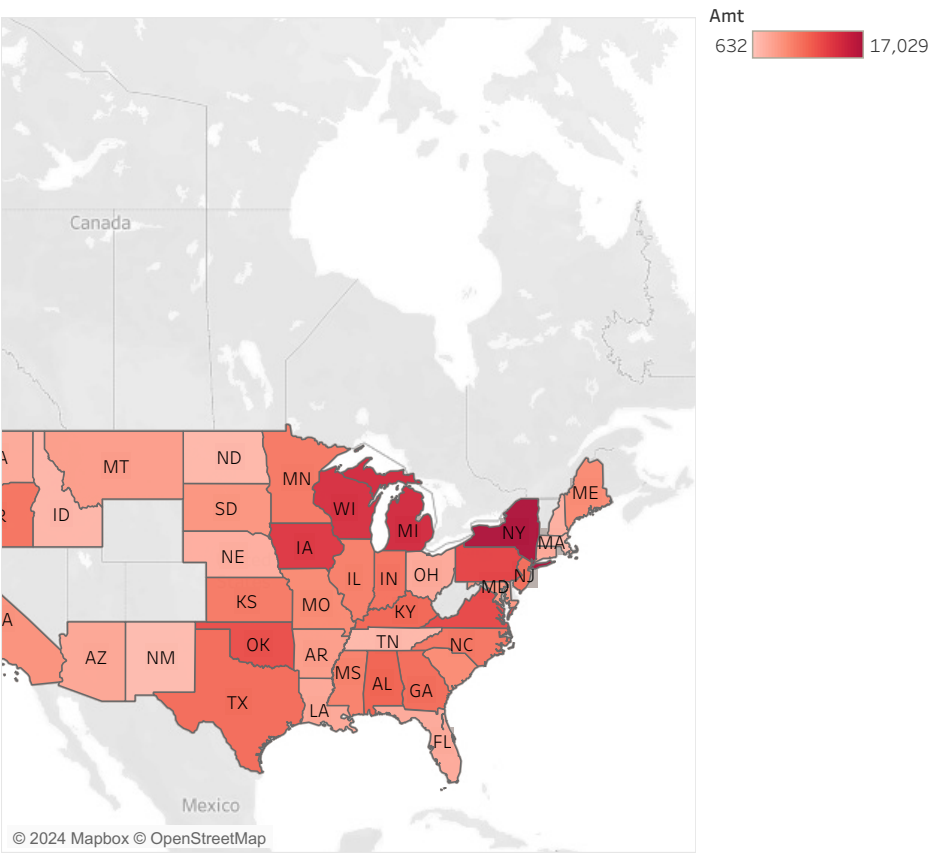 Amt
632 17,029
Canada
A MT ND MN ME
R ID SD WI MI NY MA
NE IA OH NJ
IL IN MD
KS MO KY
A AZ NM OK AR TN NC
TX MS AL GA
LA
FL
Mexico
© 2024 Mapbox © OpenStreetMap